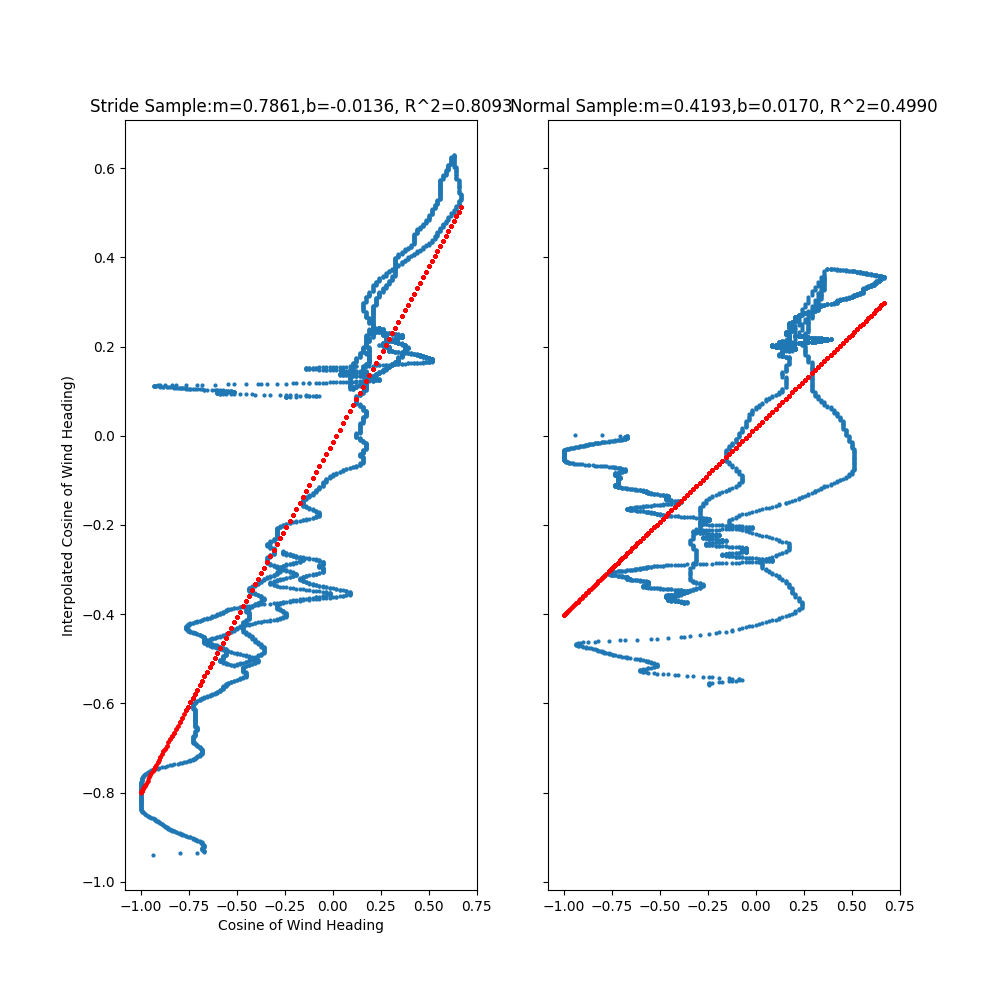 Stride Sample:m=0.7861,b=-0.0136, R^2=0.8093
Normal Sample:m=0.4193,b=0.0170, R^2=0.4990
Interpolated Cosine of Wind Heading)
0.6
0.4
0.2
0.0
−0.2
−0.4
−0.6
−0.8
−1.0
−1.00 −0.75 −0.50 −0.25 0.00 0.25 0.50 0.75
−1.00 −0.75 −0.50 −0.25 0.00 0.25 0.50 0.75
Cosine of Wind Heading